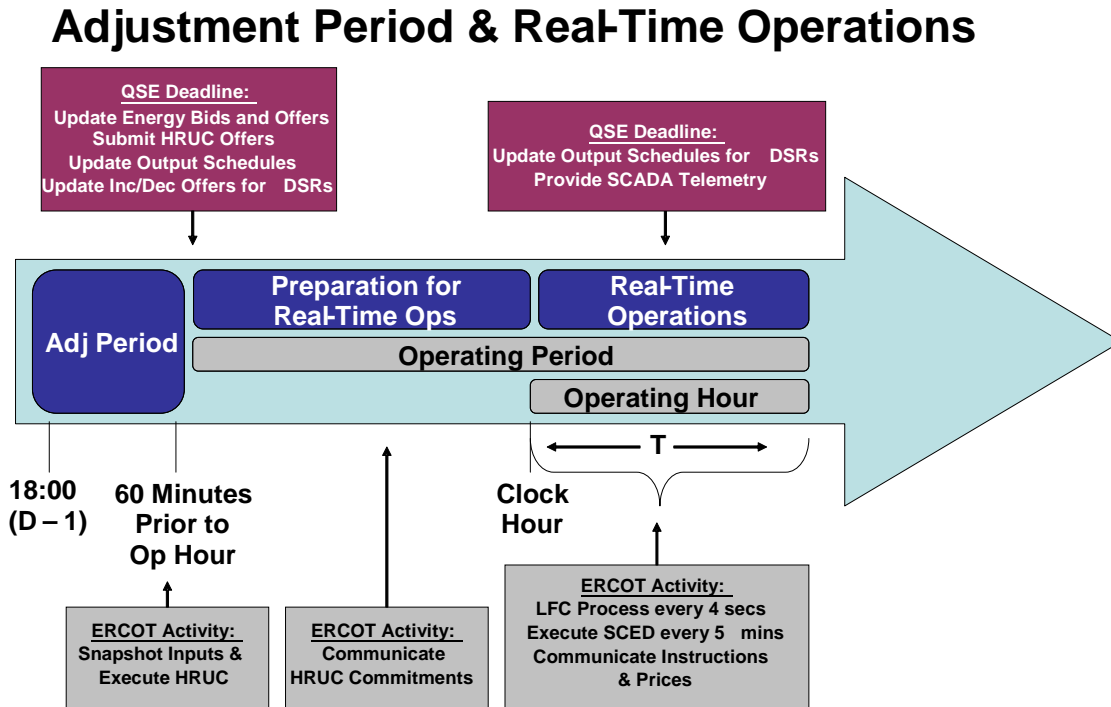 Adjustment Period & Real-Time Operations
QSE Deadline:
Update Energy Bids and Offers
Submit HRUC Offers
Update Output Schedules
Update Inc/Dec Offers for DSRs
QSE Deadline:
Update Output Schedules for DSRs
Provide SCADA Telemetry
Adj Period
Preparation for
Real-Time Ops
Real-Time
Operations
Operating Period
Operating Hour
T
18:00
(D – 1)
60 Minutes
Prior to
Op Hour
Clock
Hour
ERCOT Activity:
Snapshot Inputs &
Execute HRUC
ERCOT Activity:
Communicate
HRUC Commitments
ERCOT Activity:
LFC Process every 4 secs
Execute SCED every 5 mins
Communicate Instructions
& Prices